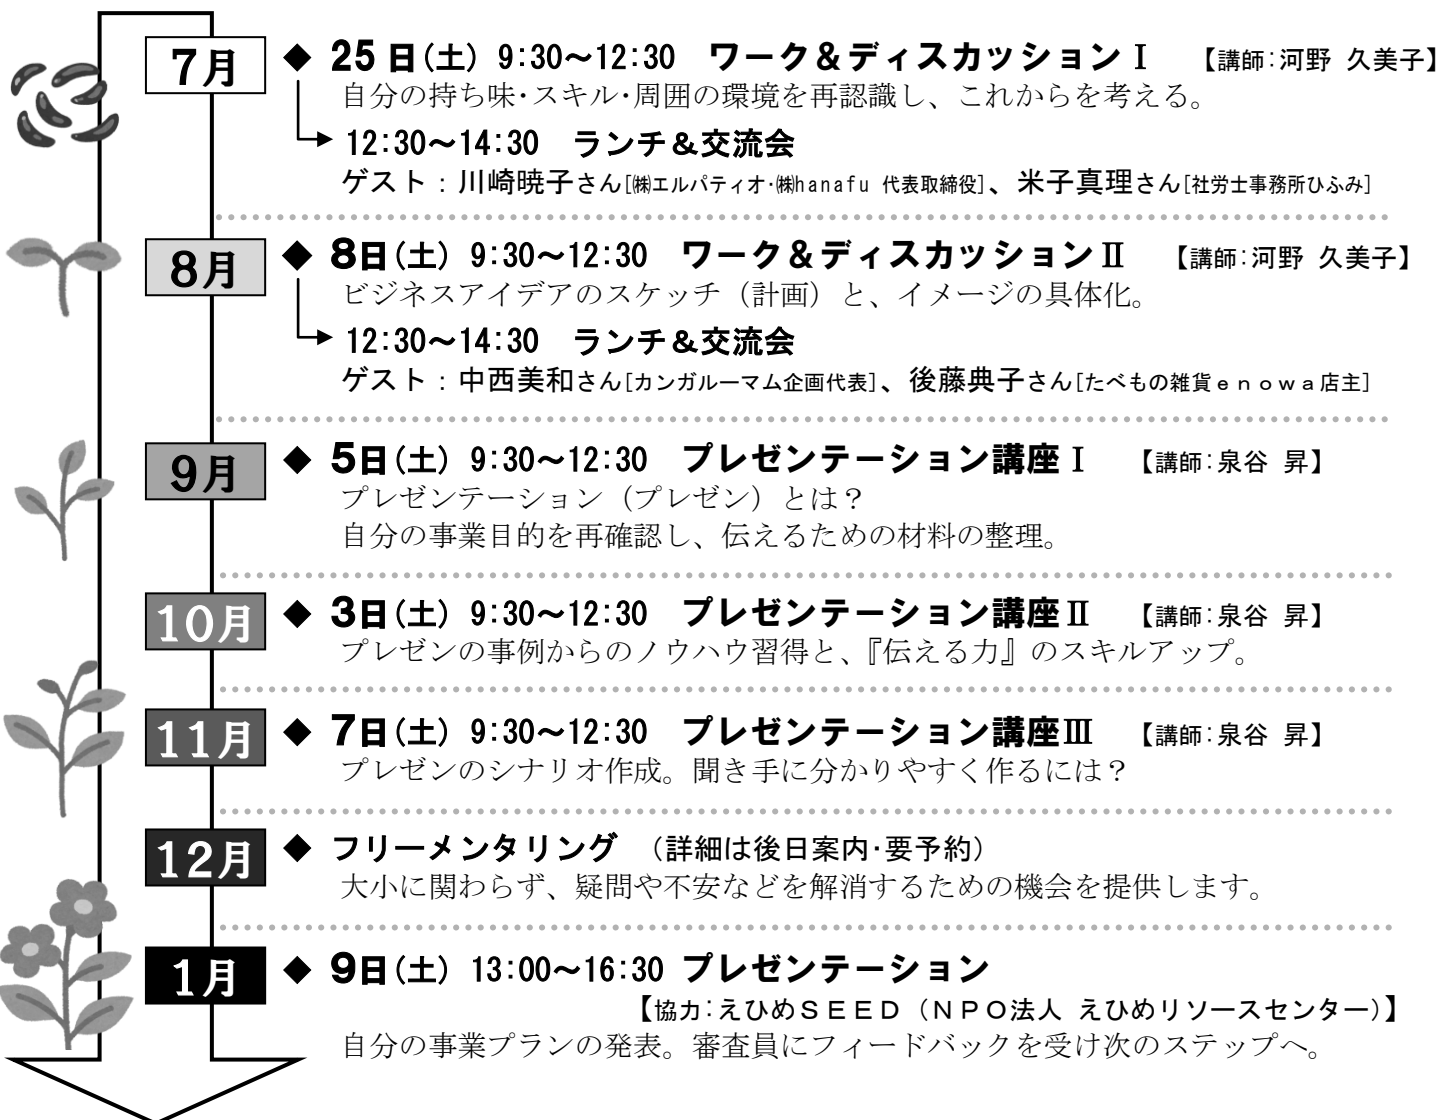 7月 ◆ 25日(土) 9:30～12:30 ワーク＆ディスカッションⅠ 【講師:河野 久美子】
自分の持ち味・スキル・周囲の環境を再認識し、これからを考える。
12:30～14:30 ランチ＆交流会
ゲスト：川崎暁子さん[㈱エルパティオ・㈱hanafu 代表取締役]、米子真理さん[社労士事務所ひふみ]
8月 ◆ 8日(土) 9:30～12:30 ワーク＆ディスカッションⅡ 【講師:河野 久美子】
ビジネスアイデアのスケッチ（計画）と、イメージの具体化。
12:30～14:30 ランチ＆交流会
ゲスト：中西美和さん[カンガルーマム企画代表]、後藤典子さん[たべもの雑貨ｅｎｏｗａ店主]
9月 ◆ 5日(土) 9:30～12:30 プレゼンテーション講座Ⅰ 【講師:泉谷 昇】
プレゼンテーション（プレゼン）とは？
自分の事業目的を再確認し、伝えるための材料の整理。
10月 ◆ 3日(土) 9:30～12:30 プレゼンテーション講座Ⅱ 【講師:泉谷 昇】
プレゼンの事例からのノウハウ習得と、『伝える力』のスキルアップ。
11月 ◆ 7日(土) 9:30～12:30 プレゼンテーション講座Ⅲ 【講師:泉谷 昇】
プレゼンのシナリオ作成。聞き手に分かりやすく作るには？
12月 ◆ フリーメンタリング （詳細は後日案内・要予約）
大小に関わらず、疑問や不安などを解消するための機会を提供します。
1月 ◆ 9日(土) 13:00～16:30 プレゼンテーション
【協力:えひめＳＥＥＤ（ＮＰＯ法人 えひめリソースセンター）】
自分の事業プランの発表。審査員にフィードバックを受け次のステップへ。